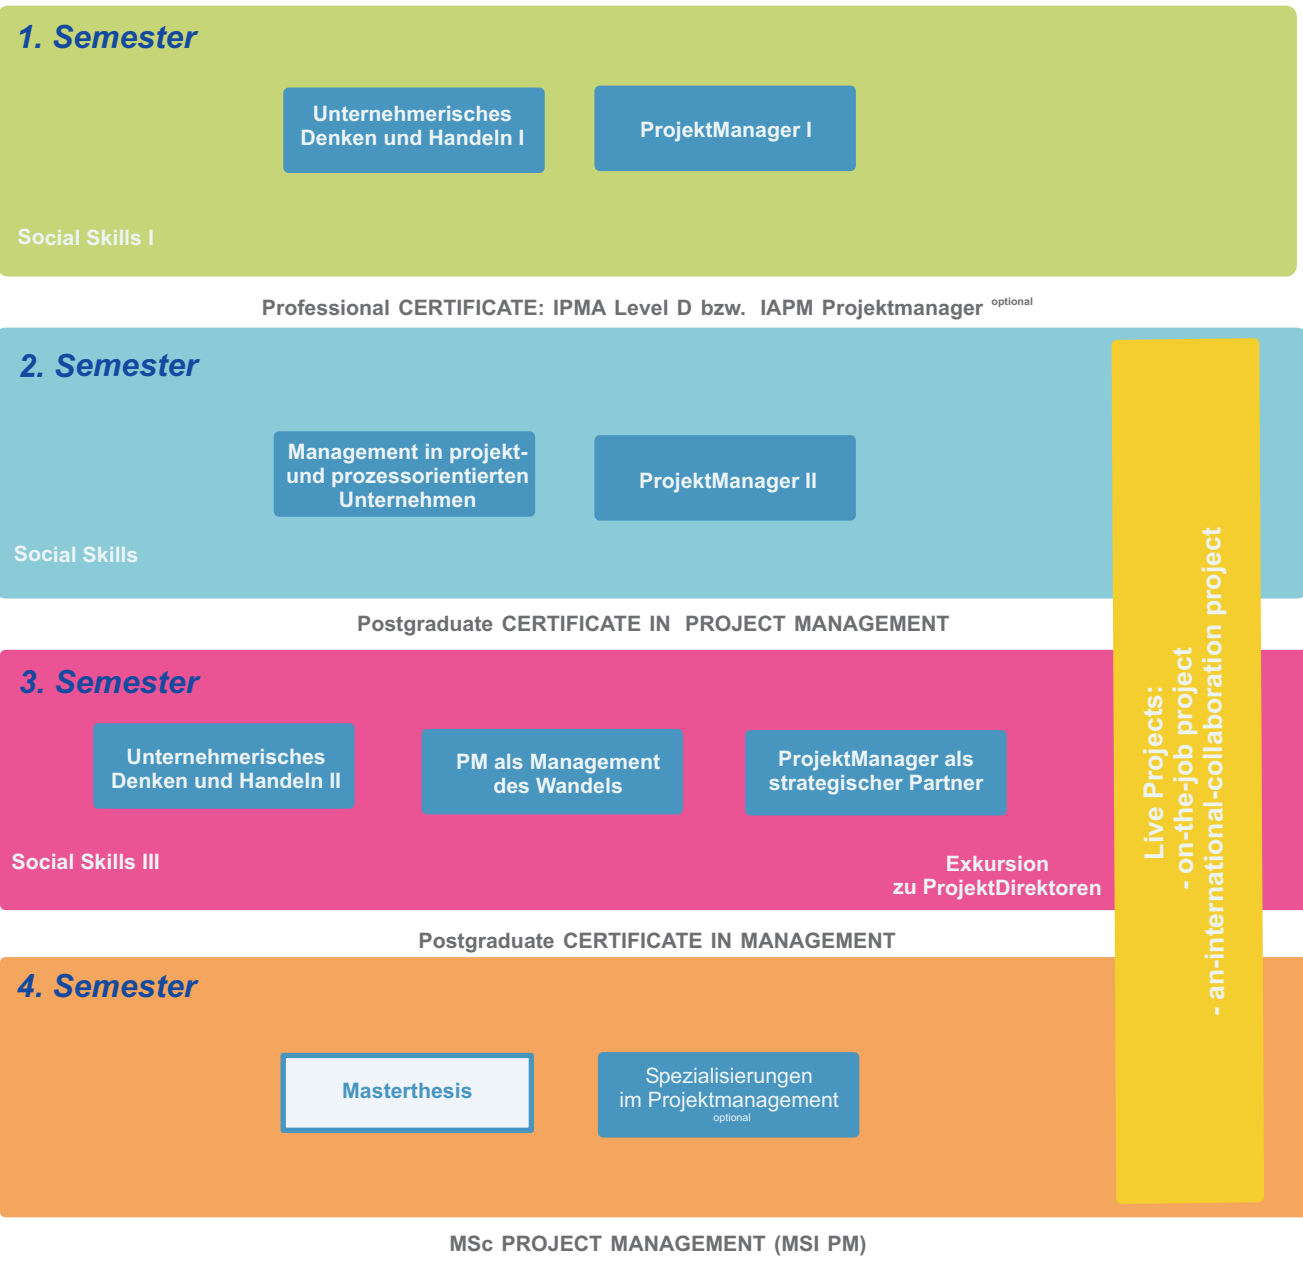 1. Semester
Unternehmerisches
Denken und Handeln I
ProjektManager I
Social Skills I
Professional CERTIFICATE: IPMA Level D bzw. IAPM Projektmanager optional
2. Semester
Management in projekt-
und prozessorientierten
Unternehmen
ProjektManager II
Social Skills
Postgraduate CERTIFICATE IN PROJECT MANAGEMENT
3. Semester
Unternehmerisches
Denken und Handeln II
PM als Management
des Wandels
ProjektManager als
strategischer Partner
Social Skills III
Exkursion
zu ProjektDirektoren
Live Projects:
- on-the-job project
- an-international-collaboration project
Postgraduate CERTIFICATE IN MANAGEMENT
4. Semester
Masterthesis
Spezialisierungen
im Projektmanagement
optional
MSc PROJECT MANAGEMENT (MSI PM)